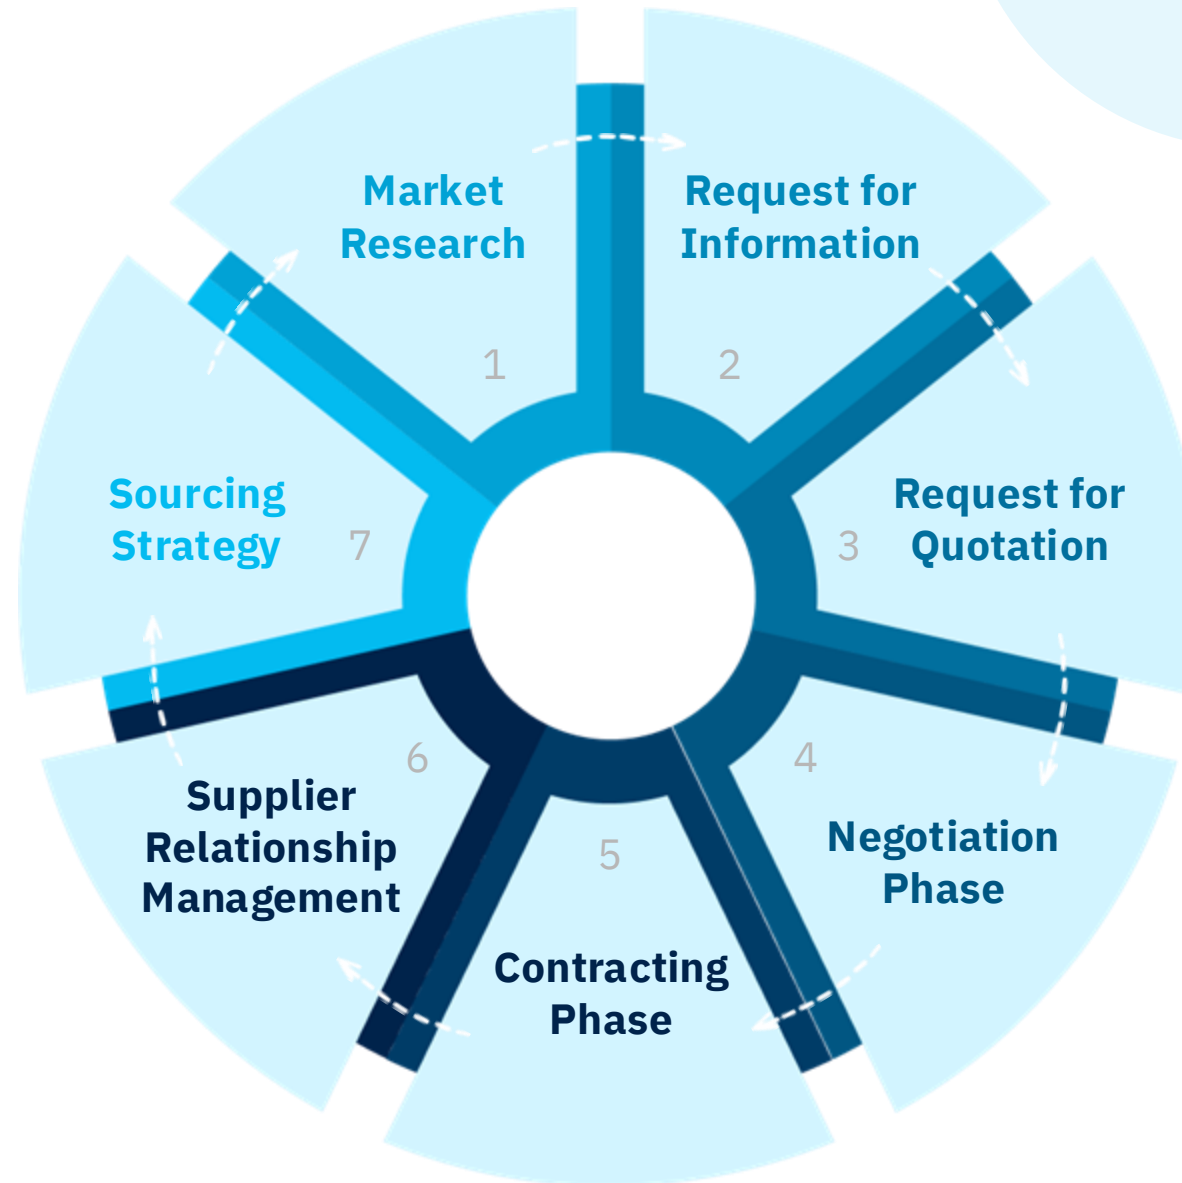 Market
Research
1
Request for
Information
2
Request for
Quotation
3
Negotiation
Phase
4
Contracting
Phase
5
Supplier
Relationship
Management
6
Sourcing
Strategy
7